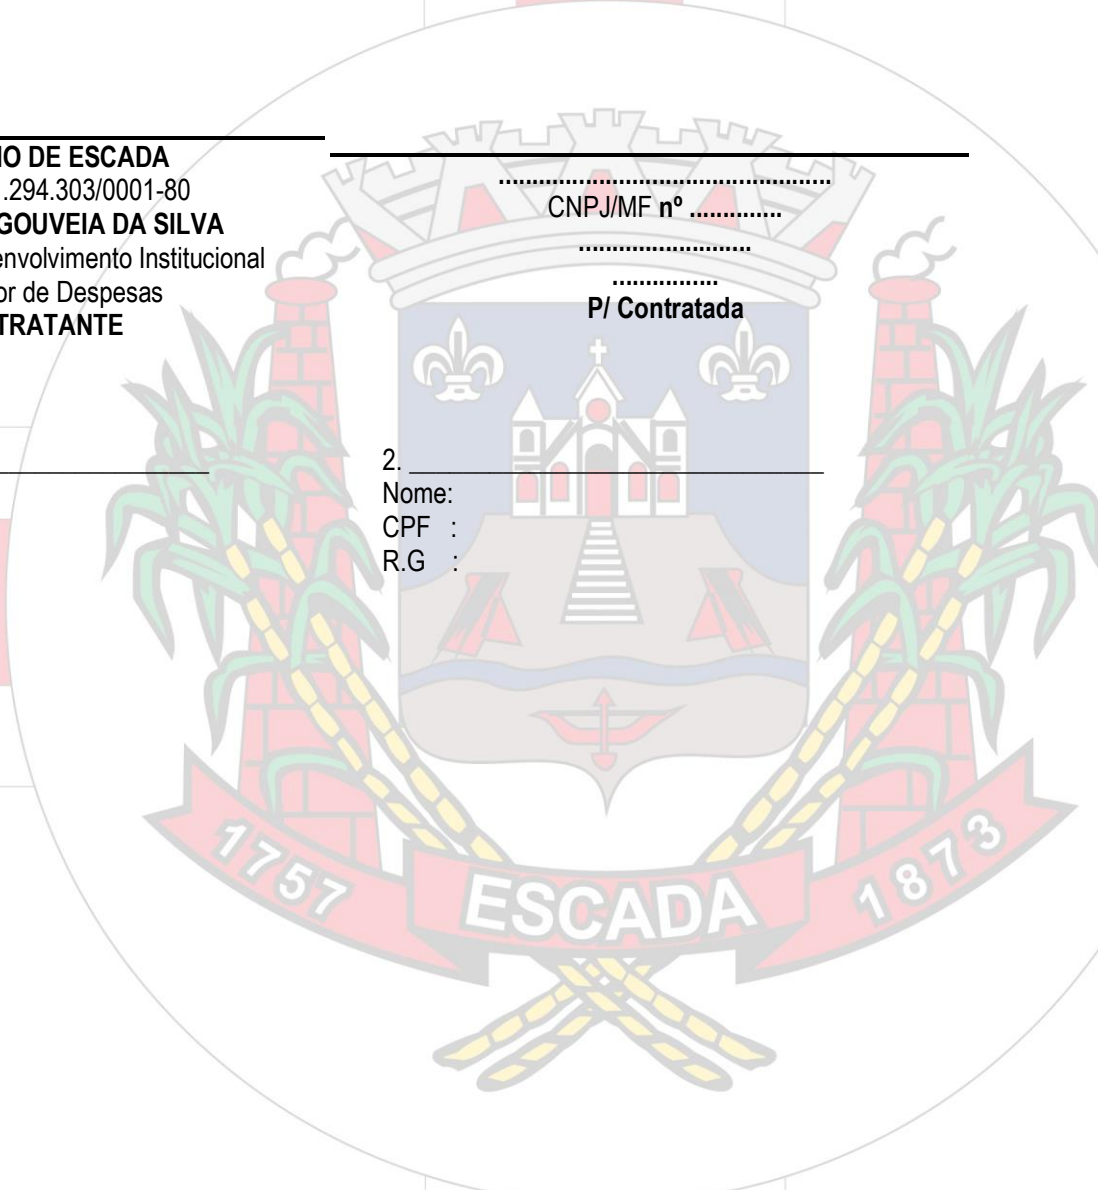 IO DE ESCADA
.294.303/0001-80
GOUVEIA DA SILVA
envolvimento Institucional
or de Despesas
TRATANTE
..................................................
CNPJ/MF nº ..............
..........................
................
P/ Contratada
2. ______________________________
Nome:
CPF :
R.G :
1757
ESCADA
1873